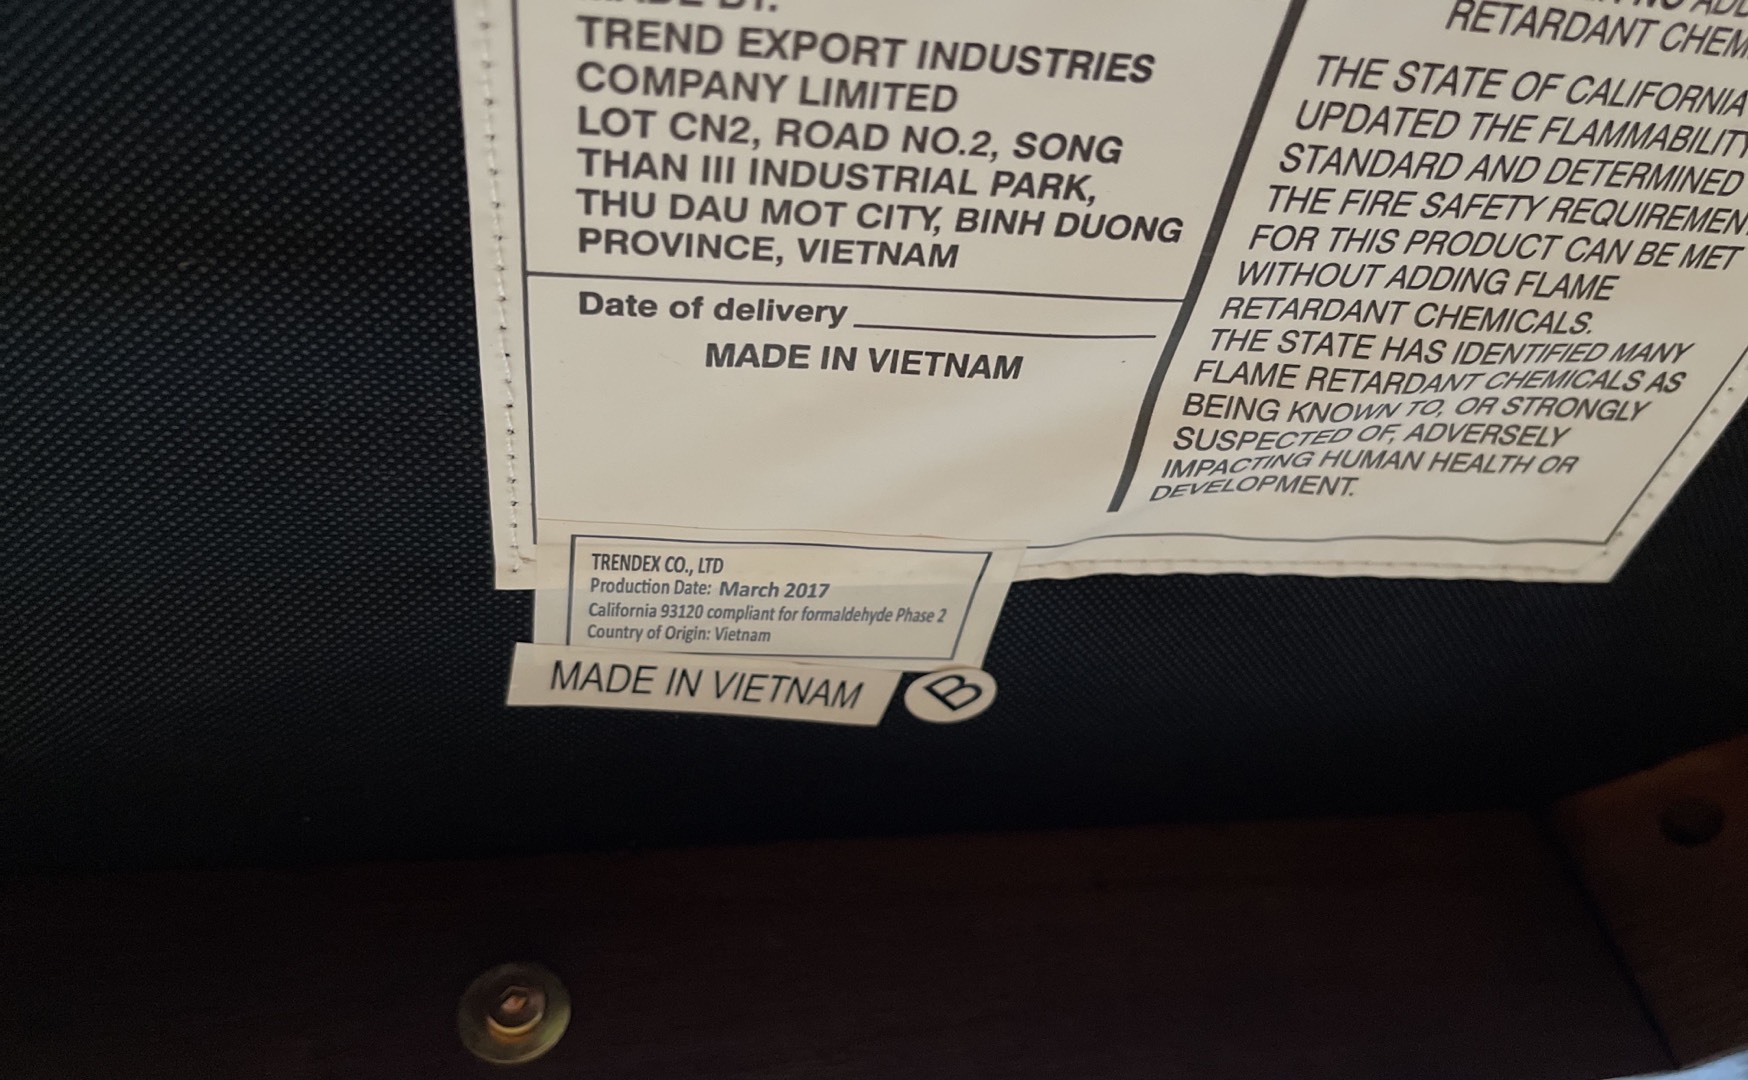 TREND EXPORT INDUSTRIES
COMPANY LIMITED
LOT CN2, ROAD NO.2, SONG
THAN III INDUSTRIAL PARK,
THU DAU MOT CITY, BINH DUONG
PROVINCE, VIETNAM
Date of delivery
MADE IN VIETNAM
RETARDANT CHEM
THE STATE OF CALIFORNIA
UPDATED THE FLAMMABILITY
STANDARD AND DETERMINED
THE FIRE SAFETY REQUIREMEN
FOR THIS PRODUCT CAN BE MET
WITHOUT ADDING FLAME
RETARDANT CHEMICALS.
THE STATE HAS IDENTIFIED MANY
FLAME RETARDANT CHEMICALS AS
BEING KNOWN TO, OR STRONGLY
SUSPECTED OF, ADVERSELY
IMPACTING HUMAN HEALTH OR
DEVELOPMENT.
TRENDEX CO., LTD
Production Date: March 2017
California 93120 compliant for formaldehyde Phase 2
Country of Origin: Vietnam
MADE IN VIETNAM
B